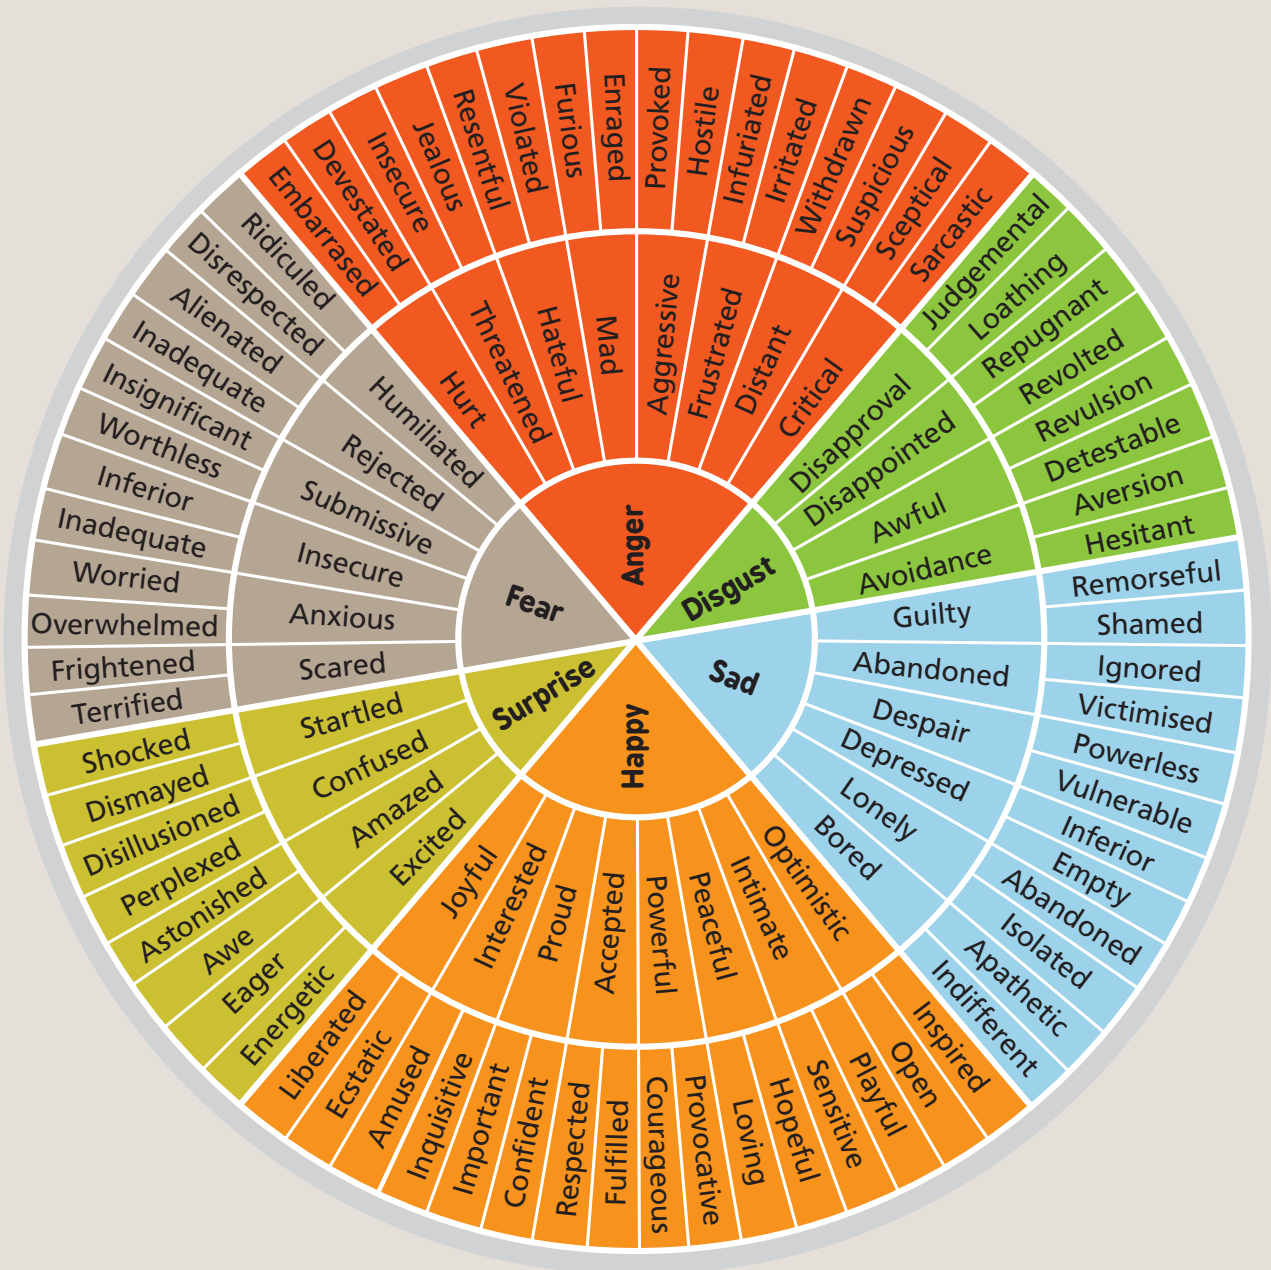 Anger
Hurt
Threatened
Hateful
Mad
Aggressive
Frustrated
Distant
Critical
Embarrased
Devestated
Insecure
Jealous
Resentful
Violated
Furious
Enraged
Provoked
Hostile
Infuriated
Irritated
Withdrawn
Suspicious
Sceptical
Sarcastic
Disgust
Disapproval
Disappointed
Awful
Avoidance
Judgemental
Loathing
Repugnant
Revolted
Revulsion
Detestable
Aversion
Hesitant
Sad
Guilty
Abandoned
Despair
Depressed
Lonely
Bored
Remorseful
Shamed
Ignored
Victimised
Powerless
Vulnerable
Inferior
Empty
Abandoned
Isolated
Apathetic
Indifferent
Happy
Optimistic
Intimate
Peaceful
Powerful
Accepted
Proud
Interested
Joyful
Inspired
Open
Playful
Sensitive
Hopeful
Loving
Provocative
Courageous
Fulfilled
Respected
Confident
Important
Inquisitive
Amused
Ecstatic
Liberated
Surprise
Excited
Amazed
Confused
Startled
Energetic
Eager
Awe
Astonished
Perplexed
Disillusioned
Dismayed
Shocked
Fear
Scared
Anxious
Insecure
Submissive
Rejected
Humiliated
Terrified
Frightened
Overwhelmed
Worried
Inadequate
Inferior
Worthless
Insignificant
Inadequate
Alienated
Disrespected
Ridiculed